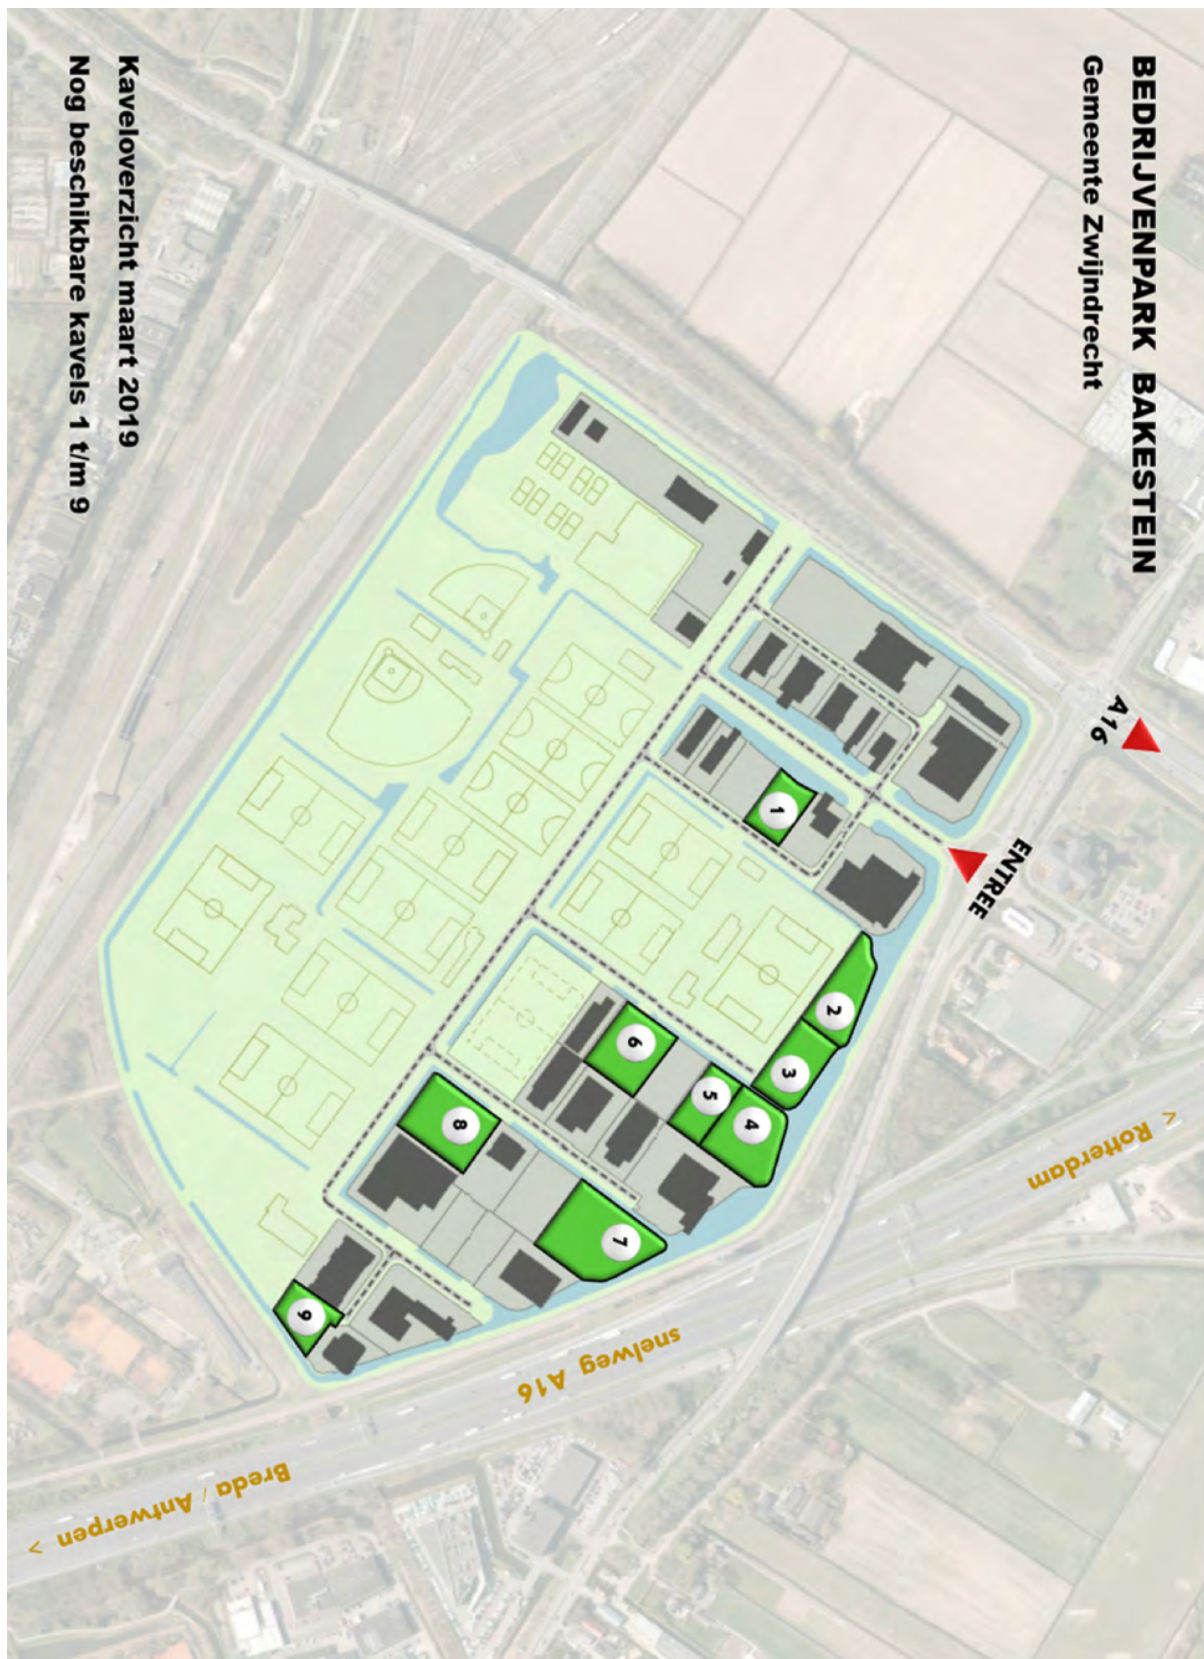 BEDRIJVENPARK BAKESTEIN
Gemeente Zwijndrecht
Kaveloverzicht maart 2019
Nog beschikbare kavels 1 t/m 9
A16
ENTREE
1
2
3
4
5
6
7
8
9
< Rotterdam
snelweg A16
Breda / Antwerpen >